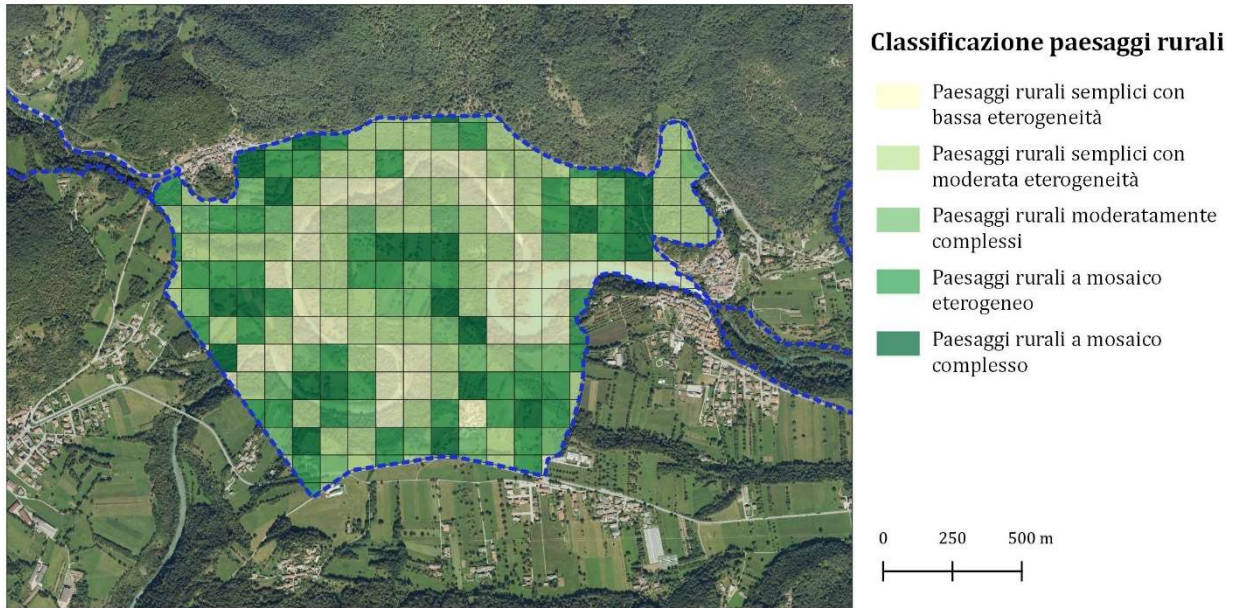 Classificazione paesaggi rurali
Paesaggi rurali semplici con
bassa eterogeneità
Paesaggi rurali semplici con
moderata eterogeneità
Paesaggi rurali moderatamente
complessi
Paesaggi rurali a mosaico
eterogeneo
Paesaggi rurali a mosaico
complesso
0 250 500 m